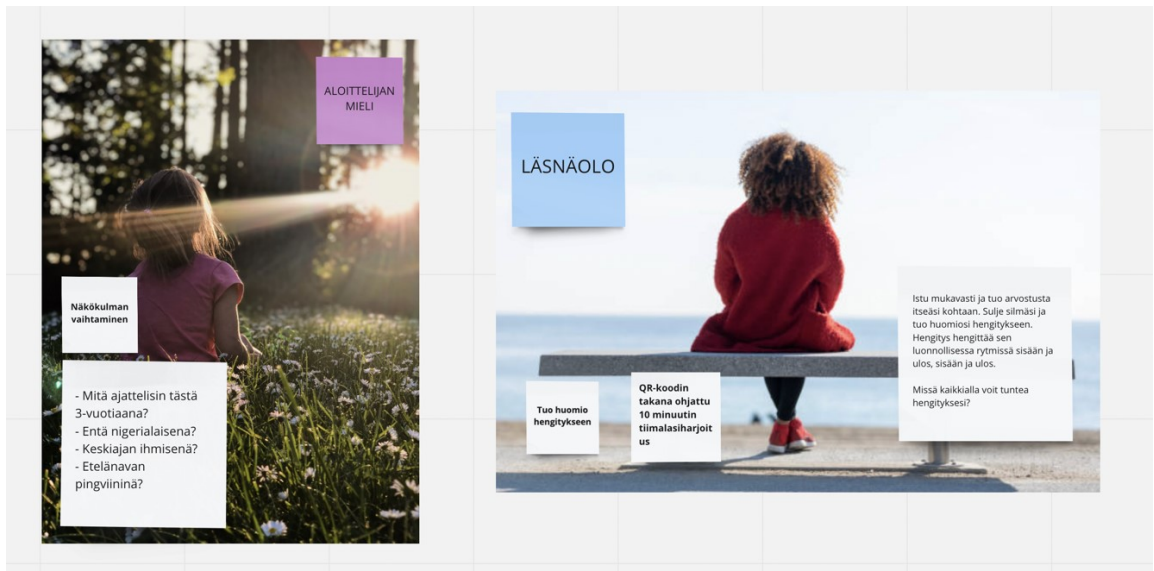 ALOITTELIJAN
MIELI
Näkökulman
vaihtaminen
- Mitä ajattelisin tästä
3-vuotiaana?
- Entä nigerialaisena?
- Keskiajan ihmisenä?
- Etelänavan
pingviininä?
LÄSNÄOLO
Tuo huomio
hengitykseen
QR-koodin
takana ohjattu
10 minuutin
tiimalasiharjoit
us
Istu mukavasti ja tuo arvostusta
itseäsi kohtaan. Sulje silmäsi ja
tuo huomiosi hengitykseen.
Hengitys hengittää sen
luonnollisessa rytmissä sisään ja
ulos, sisään ja ulos.
Missä kaikkialla voit tuntea
hengityksesi?